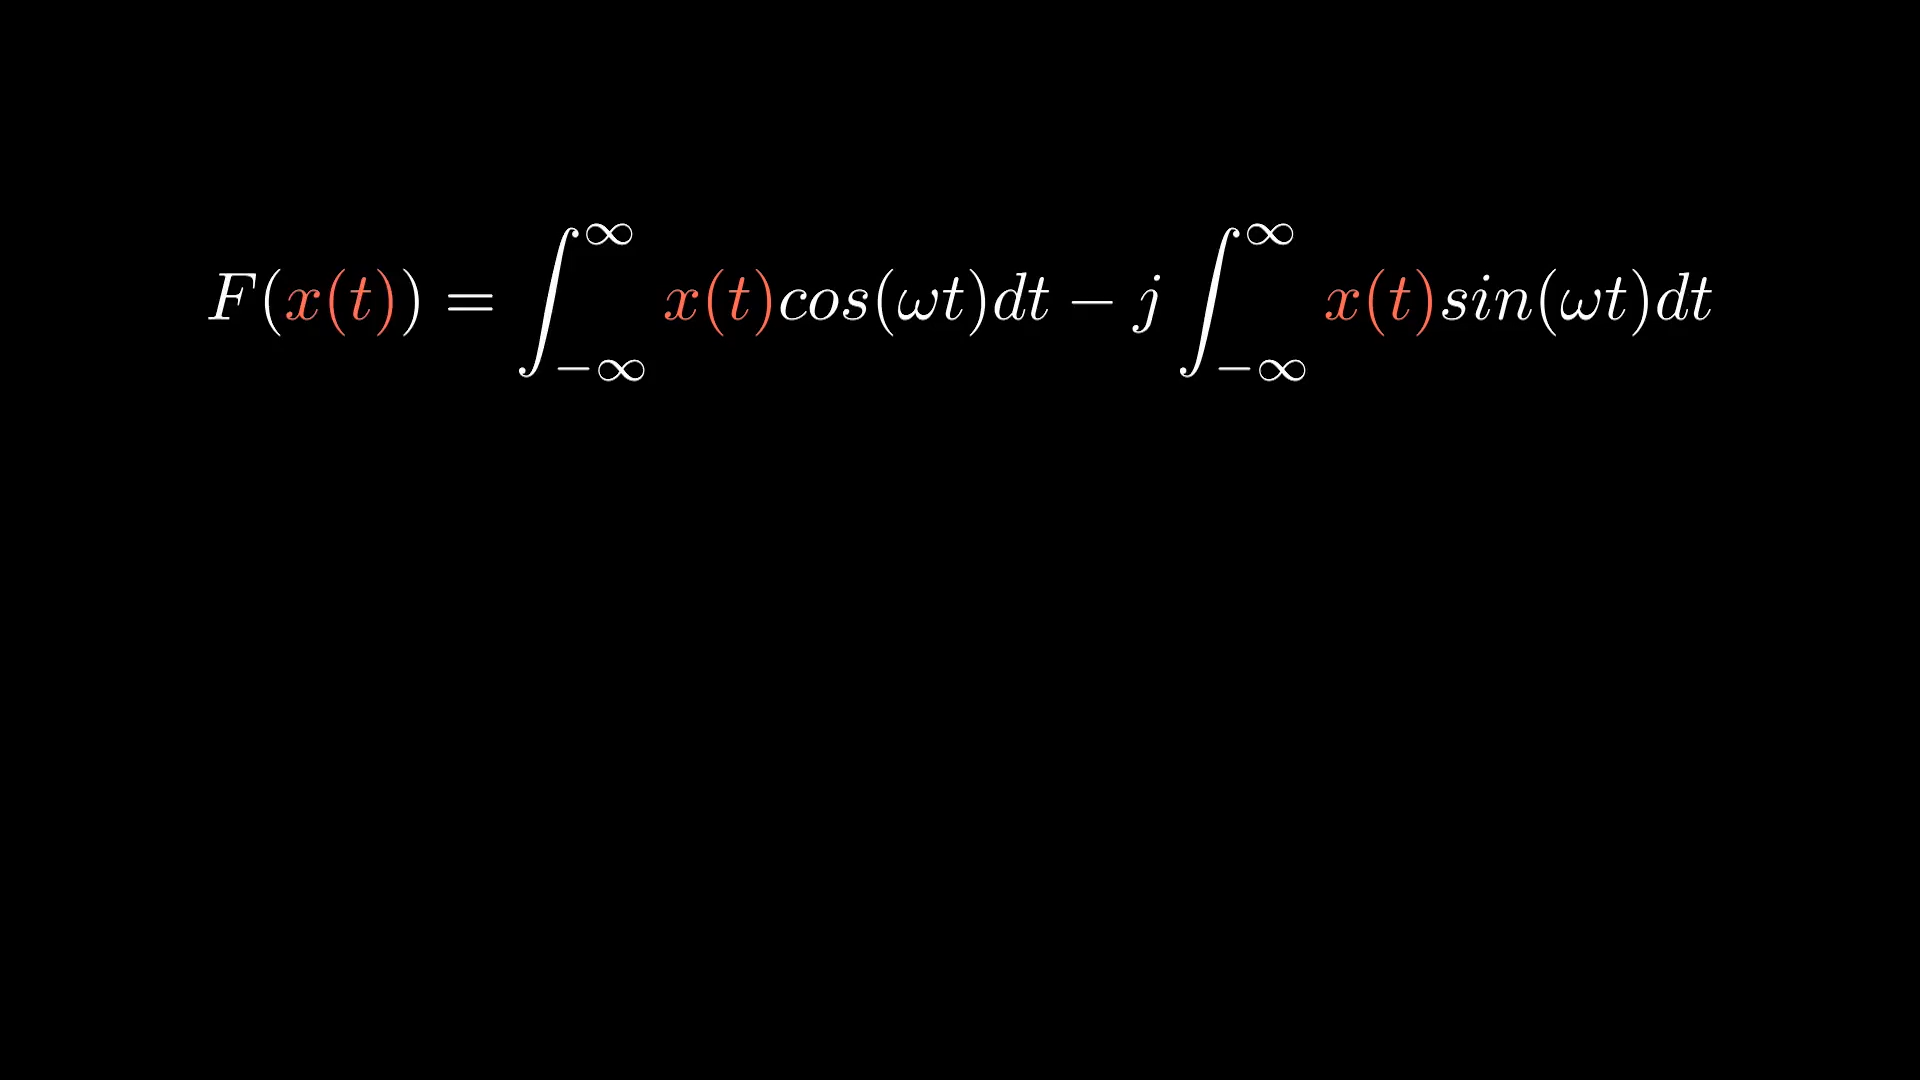 F(x(t)) = ∫_{-∞}^{∞} x(t)cos(ωt)dt − j ∫_{-∞}^{∞} x(t)sin(ωt)dt